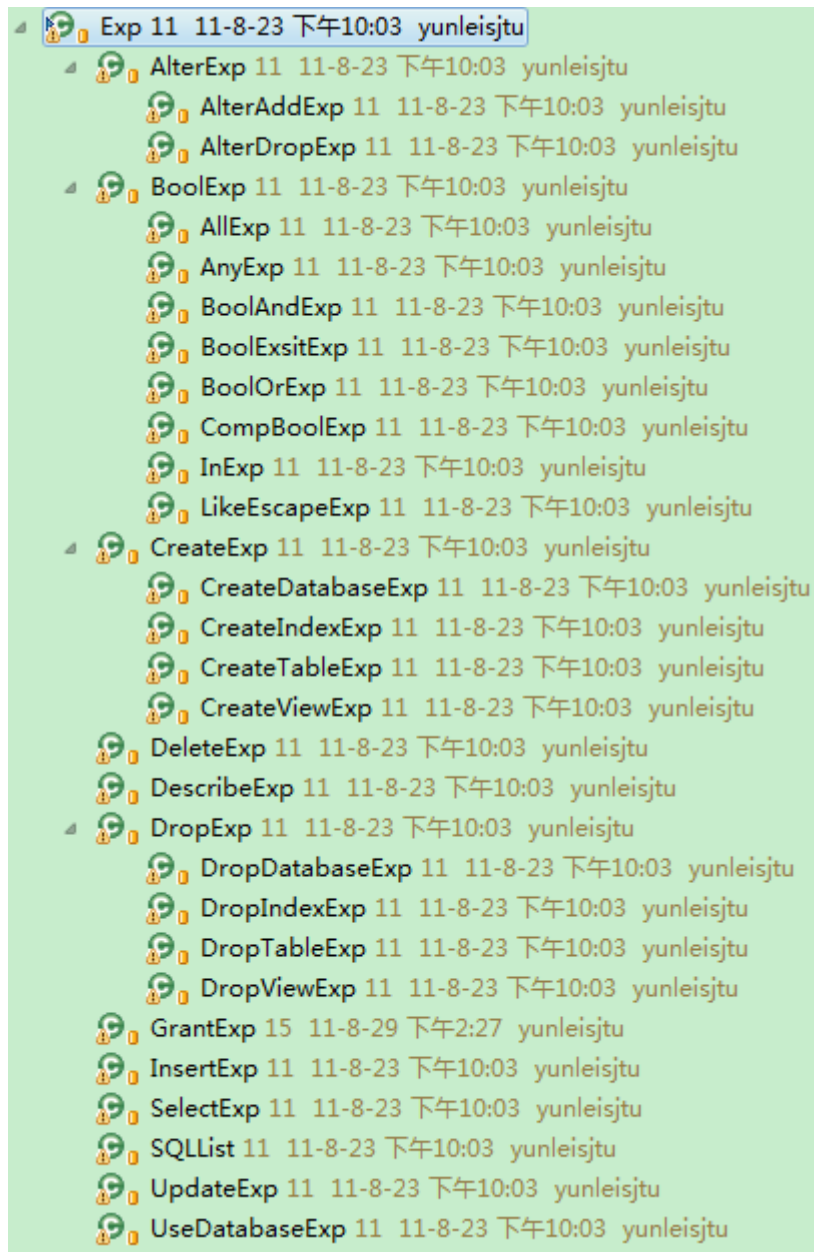 Exp 11 11-8-23 下午10:03 yunleisjtu
AlterExp 11 11-8-23 下午10:03 yunleisjtu
AlterAddExp 11 11-8-23 下午10:03 yunleisjtu
AlterDropExp 11 11-8-23 下午10:03 yunleisjtu
BoolExp 11 11-8-23 下午10:03 yunleisjtu
AllExp 11 11-8-23 下午10:03 yunleisjtu
AnyExp 11 11-8-23 下午10:03 yunleisjtu
BoolAndExp 11 11-8-23 下午10:03 yunleisjtu
BoolExsitExp 11 11-8-23 下午10:03 yunleisjtu
BoolOrExp 11 11-8-23 下午10:03 yunleisjtu
CompBoolExp 11 11-8-23 下午10:03 yunleisjtu
InExp 11 11-8-23 下午10:03 yunleisjtu
LikeEscapeExp 11 11-8-23 下午10:03 yunleisjtu
CreateExp 11 11-8-23 下午10:03 yunleisjtu
CreateDatabaseExp 11 11-8-23 下午10:03 yunleisjtu
CreateIndexExp 11 11-8-23 下午10:03 yunleisjtu
CreateTableExp 11 11-8-23 下午10:03 yunleisjtu
CreateViewExp 11 11-8-23 下午10:03 yunleisjtu
DeleteExp 11 11-8-23 下午10:03 yunleisjtu
DescribeExp 11 11-8-23 下午10:03 yunleisjtu
DropExp 11 11-8-23 下午10:03 yunleisjtu
DropDatabaseExp 11 11-8-23 下午10:03 yunleisjtu
DropIndexExp 11 11-8-23 下午10:03 yunleisjtu
DropTableExp 11 11-8-23 下午10:03 yunleisjtu
DropViewExp 11 11-8-23 下午10:03 yunleisjtu
GrantExp 15 11-8-29 下午2:27 yunleisjtu
InsertExp 11 11-8-23 下午10:03 yunleisjtu
SelectExp 11 11-8-23 下午10:03 yunleisjtu
SQLList 11 11-8-23 下午10:03 yunleisjtu
UpdateExp 11 11-8-23 下午10:03 yunleisjtu
UseDatabaseExp 11 11-8-23 下午10:03 yunleisjtu